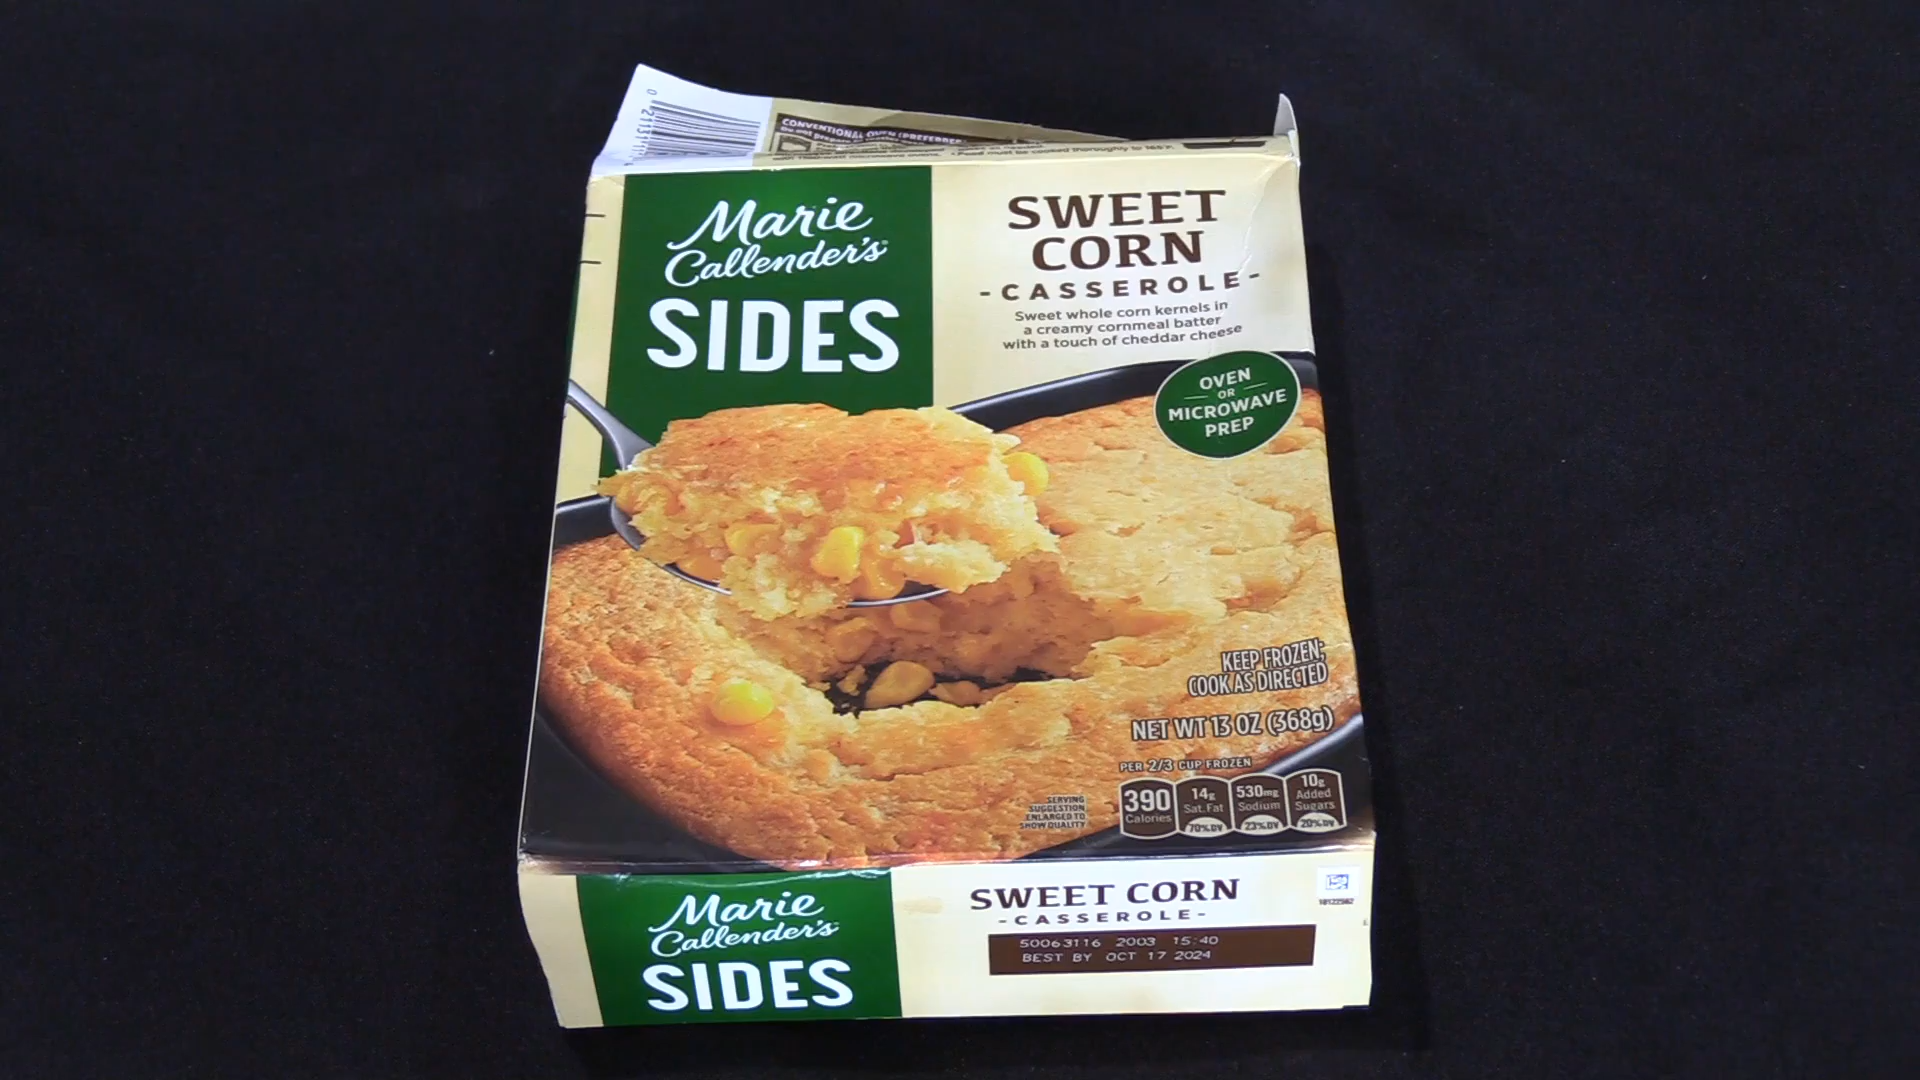 CONVENTIONAL OVEN (PREFERRED)
Marie
Callender's
SIDES
SWEET
CORN
-CASSEROLE-
Sweet whole corn kernels in
a creamy cornmeal batter
with a touch of cheddar cheese
OVEN
OR
MICROWAVE
PREP
KEEP FROZEN;
COOK AS DIRECTED
NET WT 13 OZ (368g)
PER 2/3 CUP FROZEN
390
Calories
14g
Sat. Fat
70% DV
530mg
Sodium
23% DV
10g
Added
Sugars
20% DV
SERVING
SUGGESTION
ENLARGED TO
SHOW QUALITY
Marie
Callender's
SIDES
SWEET CORN
-CASSEROLE-
50063116 2003 15:40
BEST BY OCT 17 2024